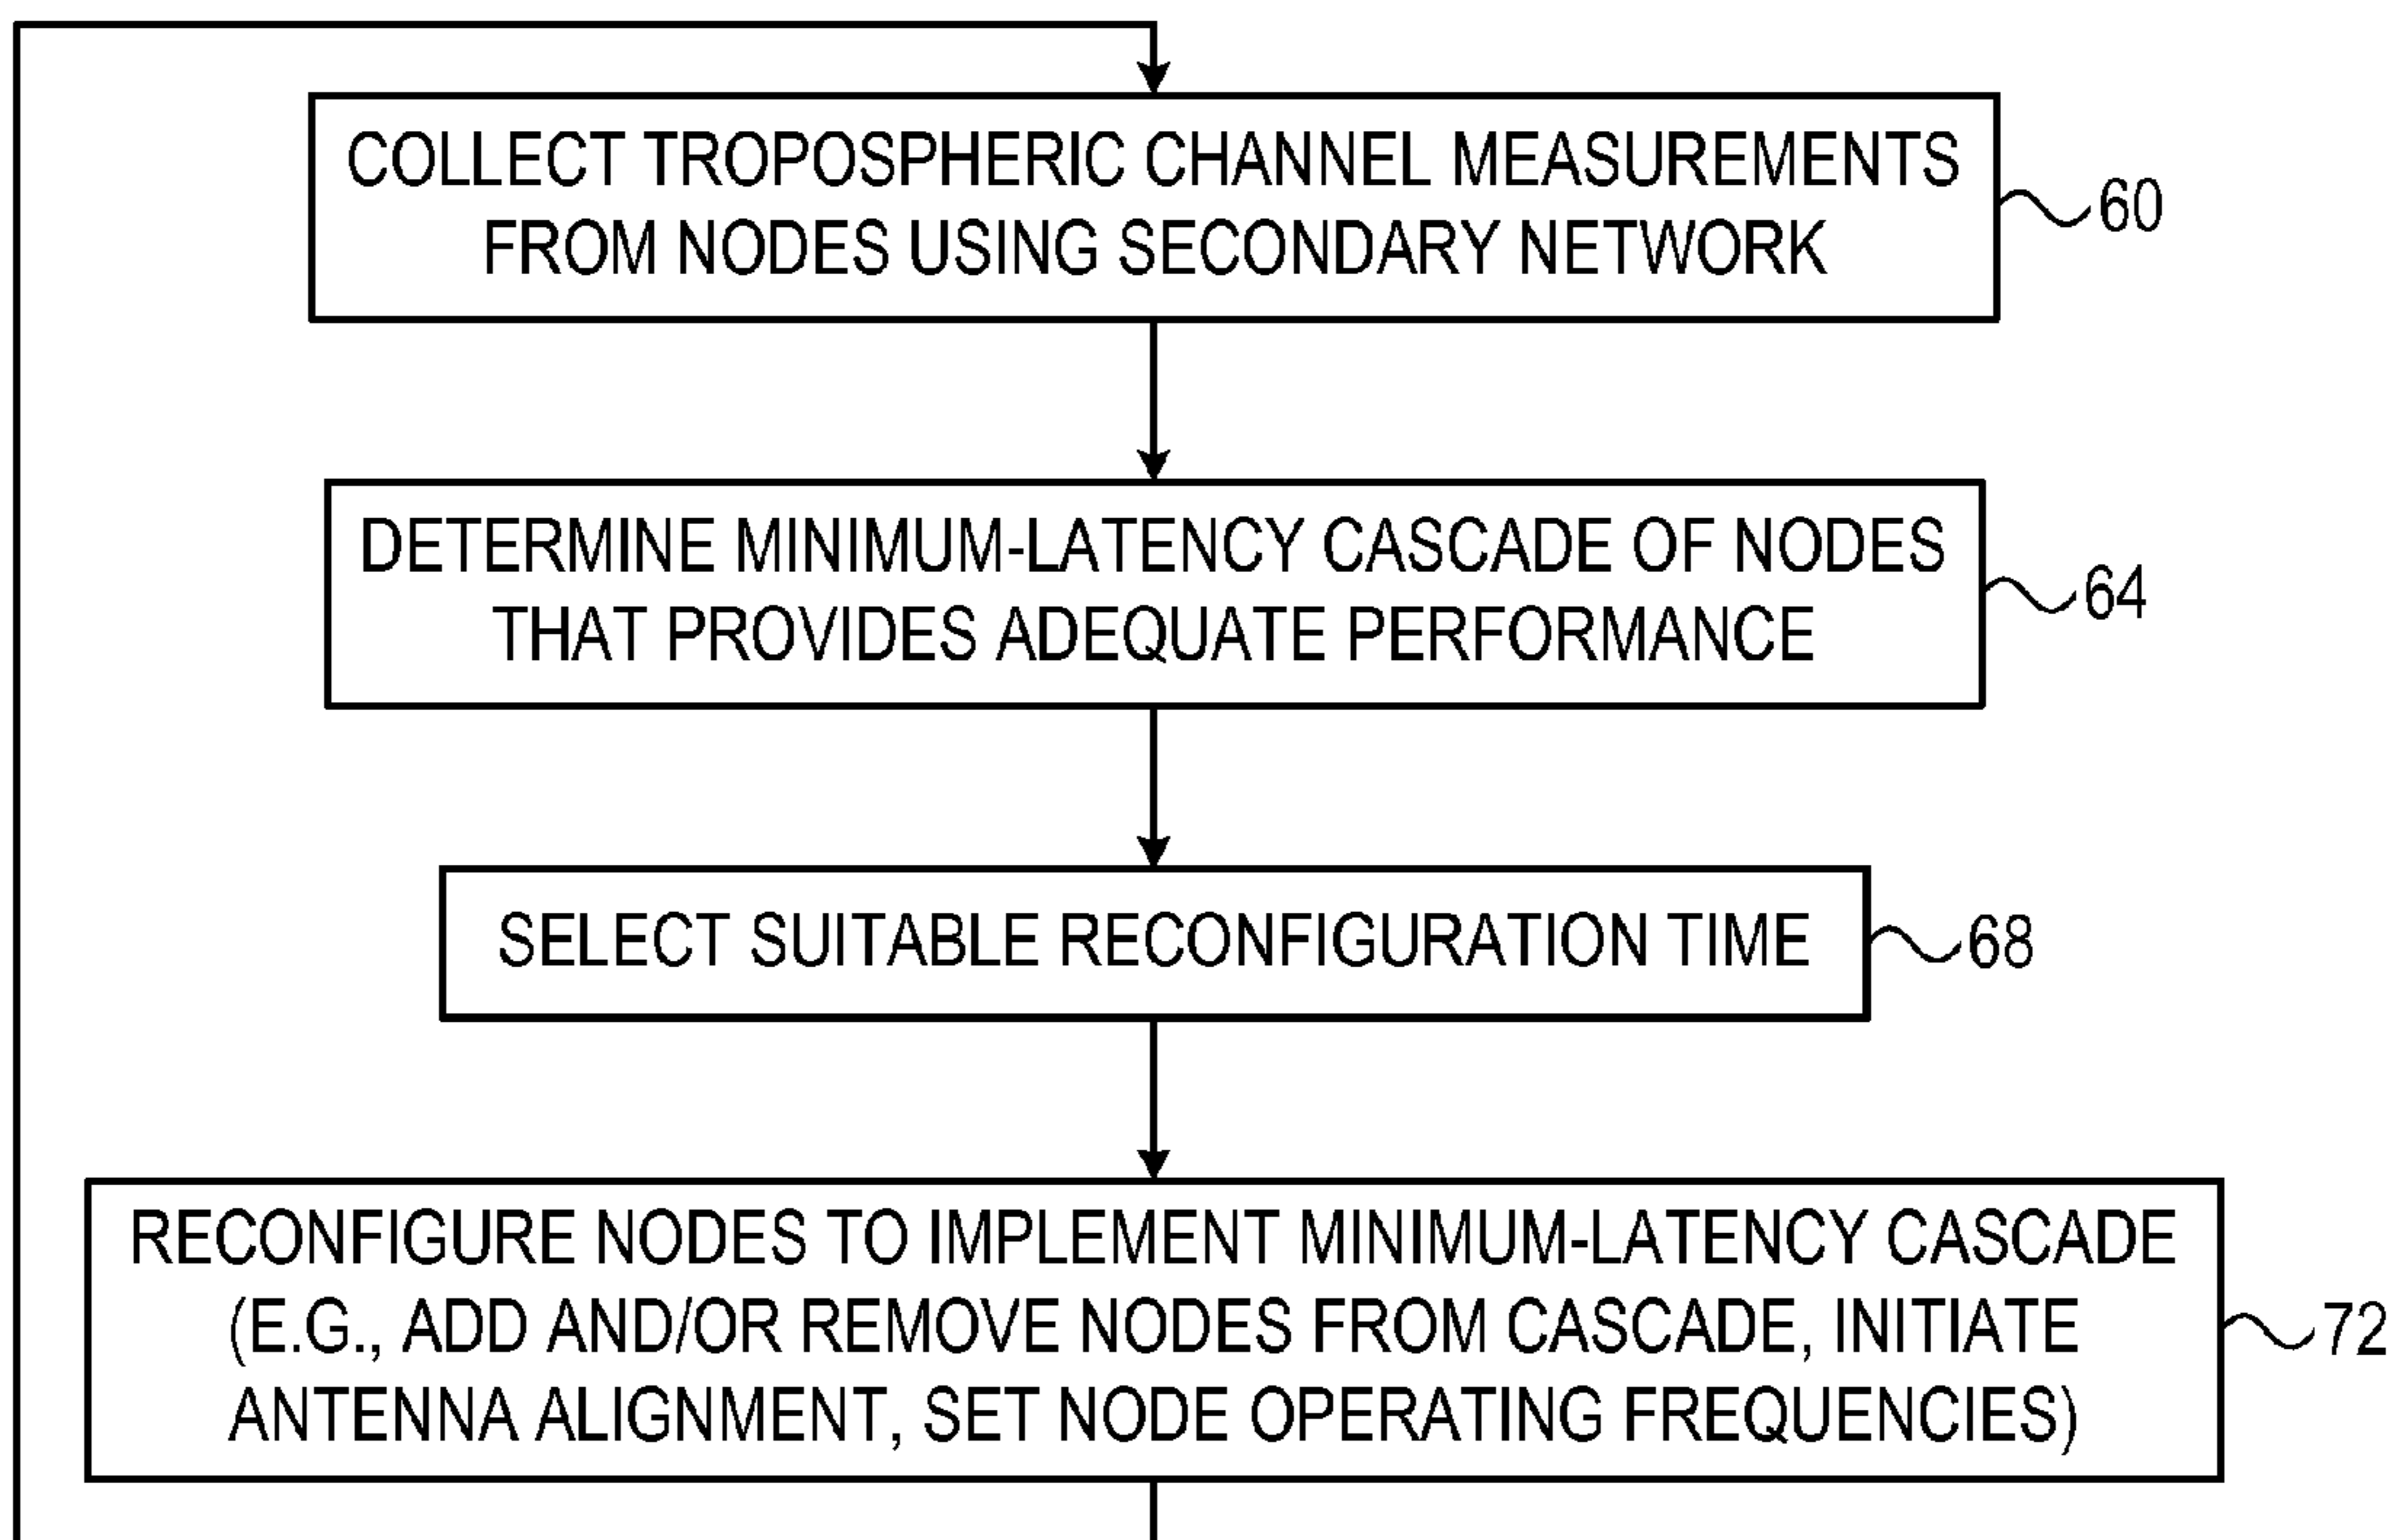 COLLECT TROPOSPHERIC CHANNEL MEASUREMENTS
FROM NODES USING SECONDARY NETWORK
60
DETERMINE MINIMUM-LATENCY CASCADE OF NODES
THAT PROVIDES ADEQUATE PERFORMANCE
64
SELECT SUITABLE RECONFIGURATION TIME
68
RECONFIGURE NODES TO IMPLEMENT MINIMUM-LATENCY CASCADE
(E.G., ADD AND/OR REMOVE NODES FROM CASCADE, INITIATE
ANTENNA ALIGNMENT, SET NODE OPERATING FREQUENCIES)
72